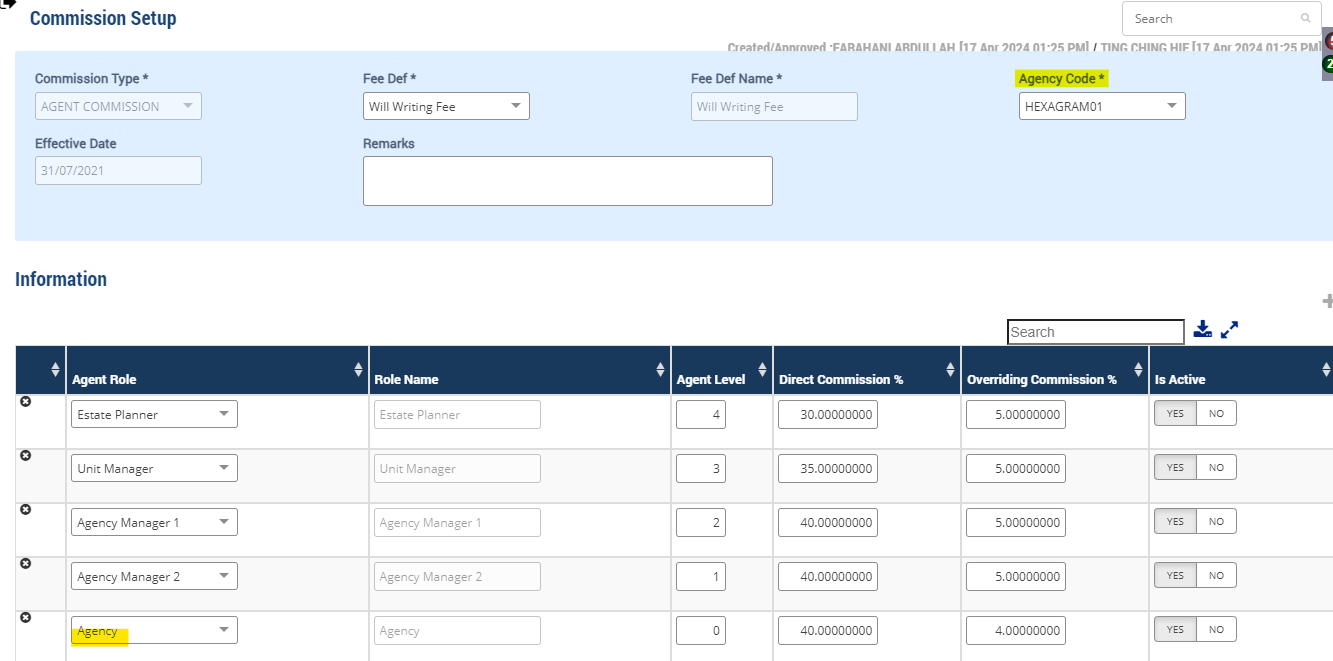 Commission Setup
Search
Created/Approved :FARAHANI ABDULLAH [17 Apr 2024 01:25 PM] / TING CHING HIE [17 Apr 2024 01:25 PM]
Commission Type * Fee Def * Fee Def Name * Agency Code *
AGENT COMMISSION Will Writing Fee Will Writing Fee HEXAGRAM01
Effective Date Remarks
31/07/2021
Information
Search
Agent Role Role Name Agent Level Direct Commission % Overriding Commission % Is Active
Estate Planner Estate Planner 4 30.00000000 5.00000000 YES NO
Unit Manager Unit Manager 3 35.00000000 5.00000000 YES NO
Agency Manager 1 Agency Manager 1 2 40.00000000 5.00000000 YES NO
Agency Manager 2 Agency Manager 2 1 40.00000000 5.00000000 YES NO
Agency Agency 0 40.00000000 4.00000000 YES NO